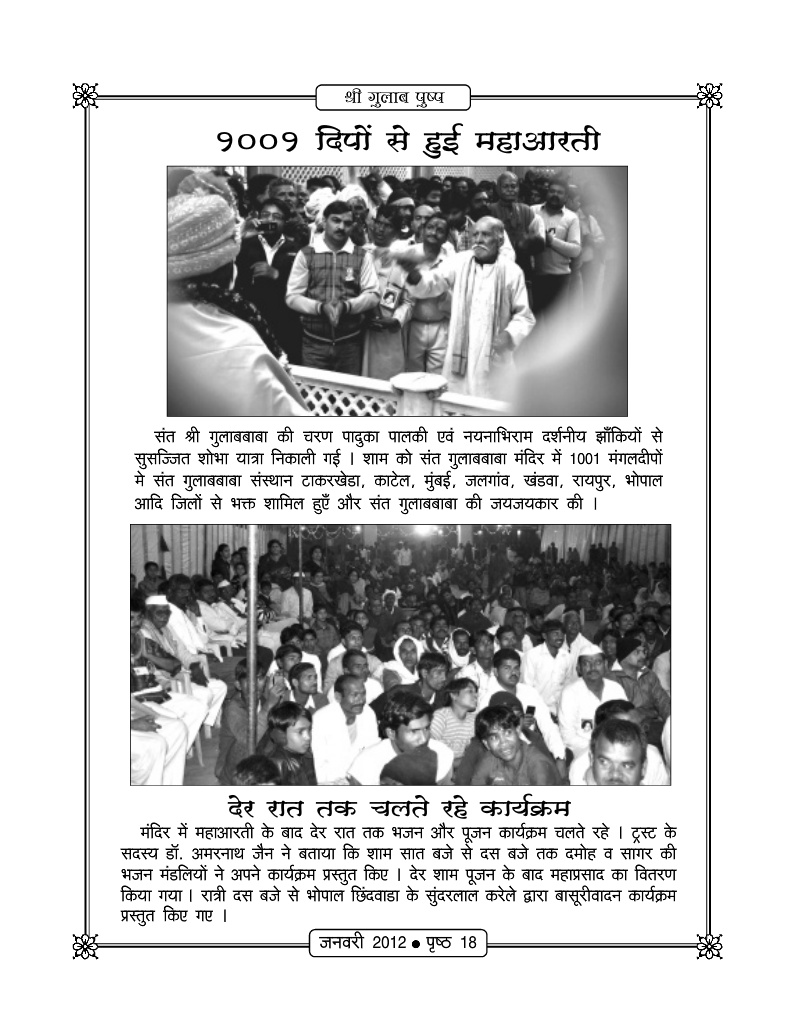 श्री गुलाब पुष्प
१००१ दिपों से हुई महाआरती
संत श्री गुलाबबाबा की चरण पादुका पालकी एवं नयनाभिराम दर्शनीय झाँकियों से
सुसज्जित शोभा यात्रा निकाली गई । शाम को संत गुलाबबाबा मंदिर में 1001 मंगलदीपों
मे संत गुलाबबाबा संस्थान टाकरखेडा, काटेल, मुंबई, जलगांव, खंडवा, रायपुर, भोपाल
आदि जिलों से भक्त शामिल हुएँ और संत गुलाबबाबा की जयजयकार की ।
देर रात तक चलते रहे कार्यक्रम
मंदिर में महाआरती के बाद देर रात तक भजन और पूजन कार्यक्रम चलते रहे । ट्रस्ट के
सदस्य डॉ. अमरनाथ जैन ने बताया कि शाम सात बजे से दस बजे तक दमोह व सागर की
भजन मंडलियों ने अपने कार्यक्रम प्रस्तुत किए । देर शाम पूजन के बाद महाप्रसाद का वितरण
किया गया । रात्री दस बजे से भोपाल छिंदवाडा के सुंदरलाल करेले द्वारा बासूरीवादन कार्यक्रम
प्रस्तुत किए गए ।
जनवरी 2012 ● पृष्ठ 18